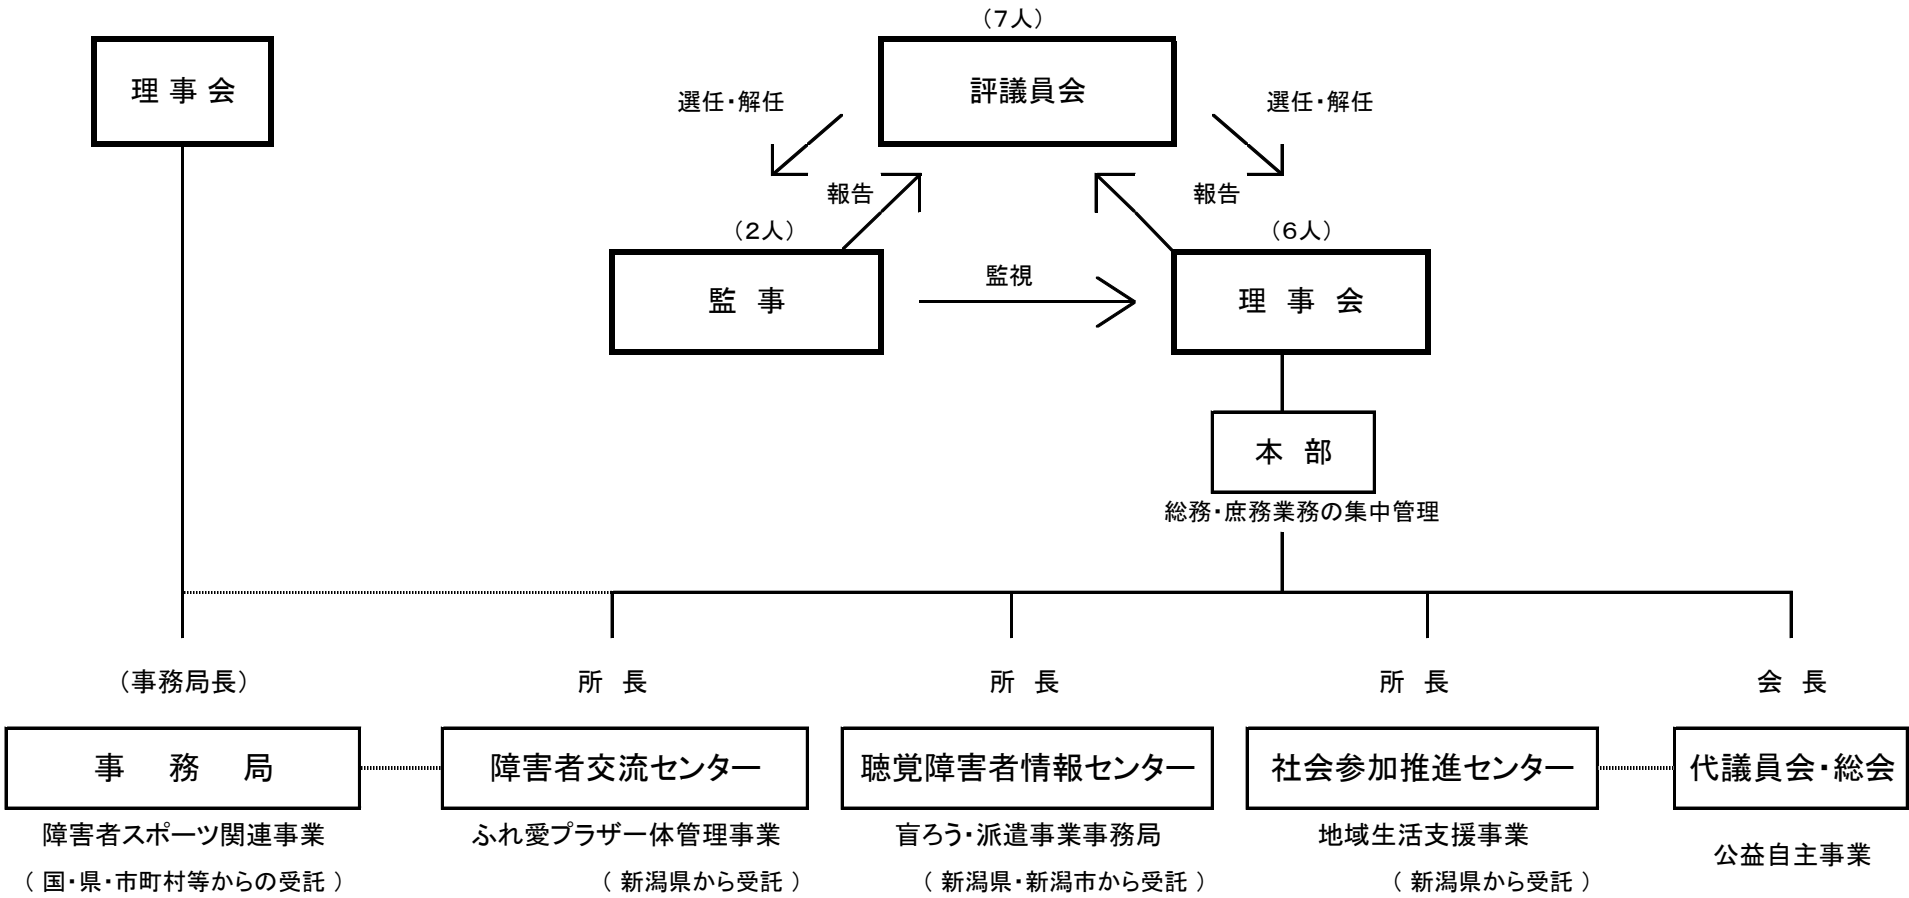 （7人）
理事会
評議員会
選任・解任
選任・解任
報告
報告
（2人）
（6人）
監視
監事
理事会
本部
総務・庶務業務の集中管理
（事務局長）
所長
所長
所長
会長
事務局
障害者交流センター
聴覚障害者情報センター
社会参加推進センター
代議員会・総会
障害者スポーツ関連事業
ふれ愛プラザ一体管理事業
盲ろう・派遣事業事務局
地域生活支援事業
公益自主事業
（国・県・市町村等からの受託）
（新潟県から受託）
（新潟県・新潟市から受託）
（新潟県から受託）